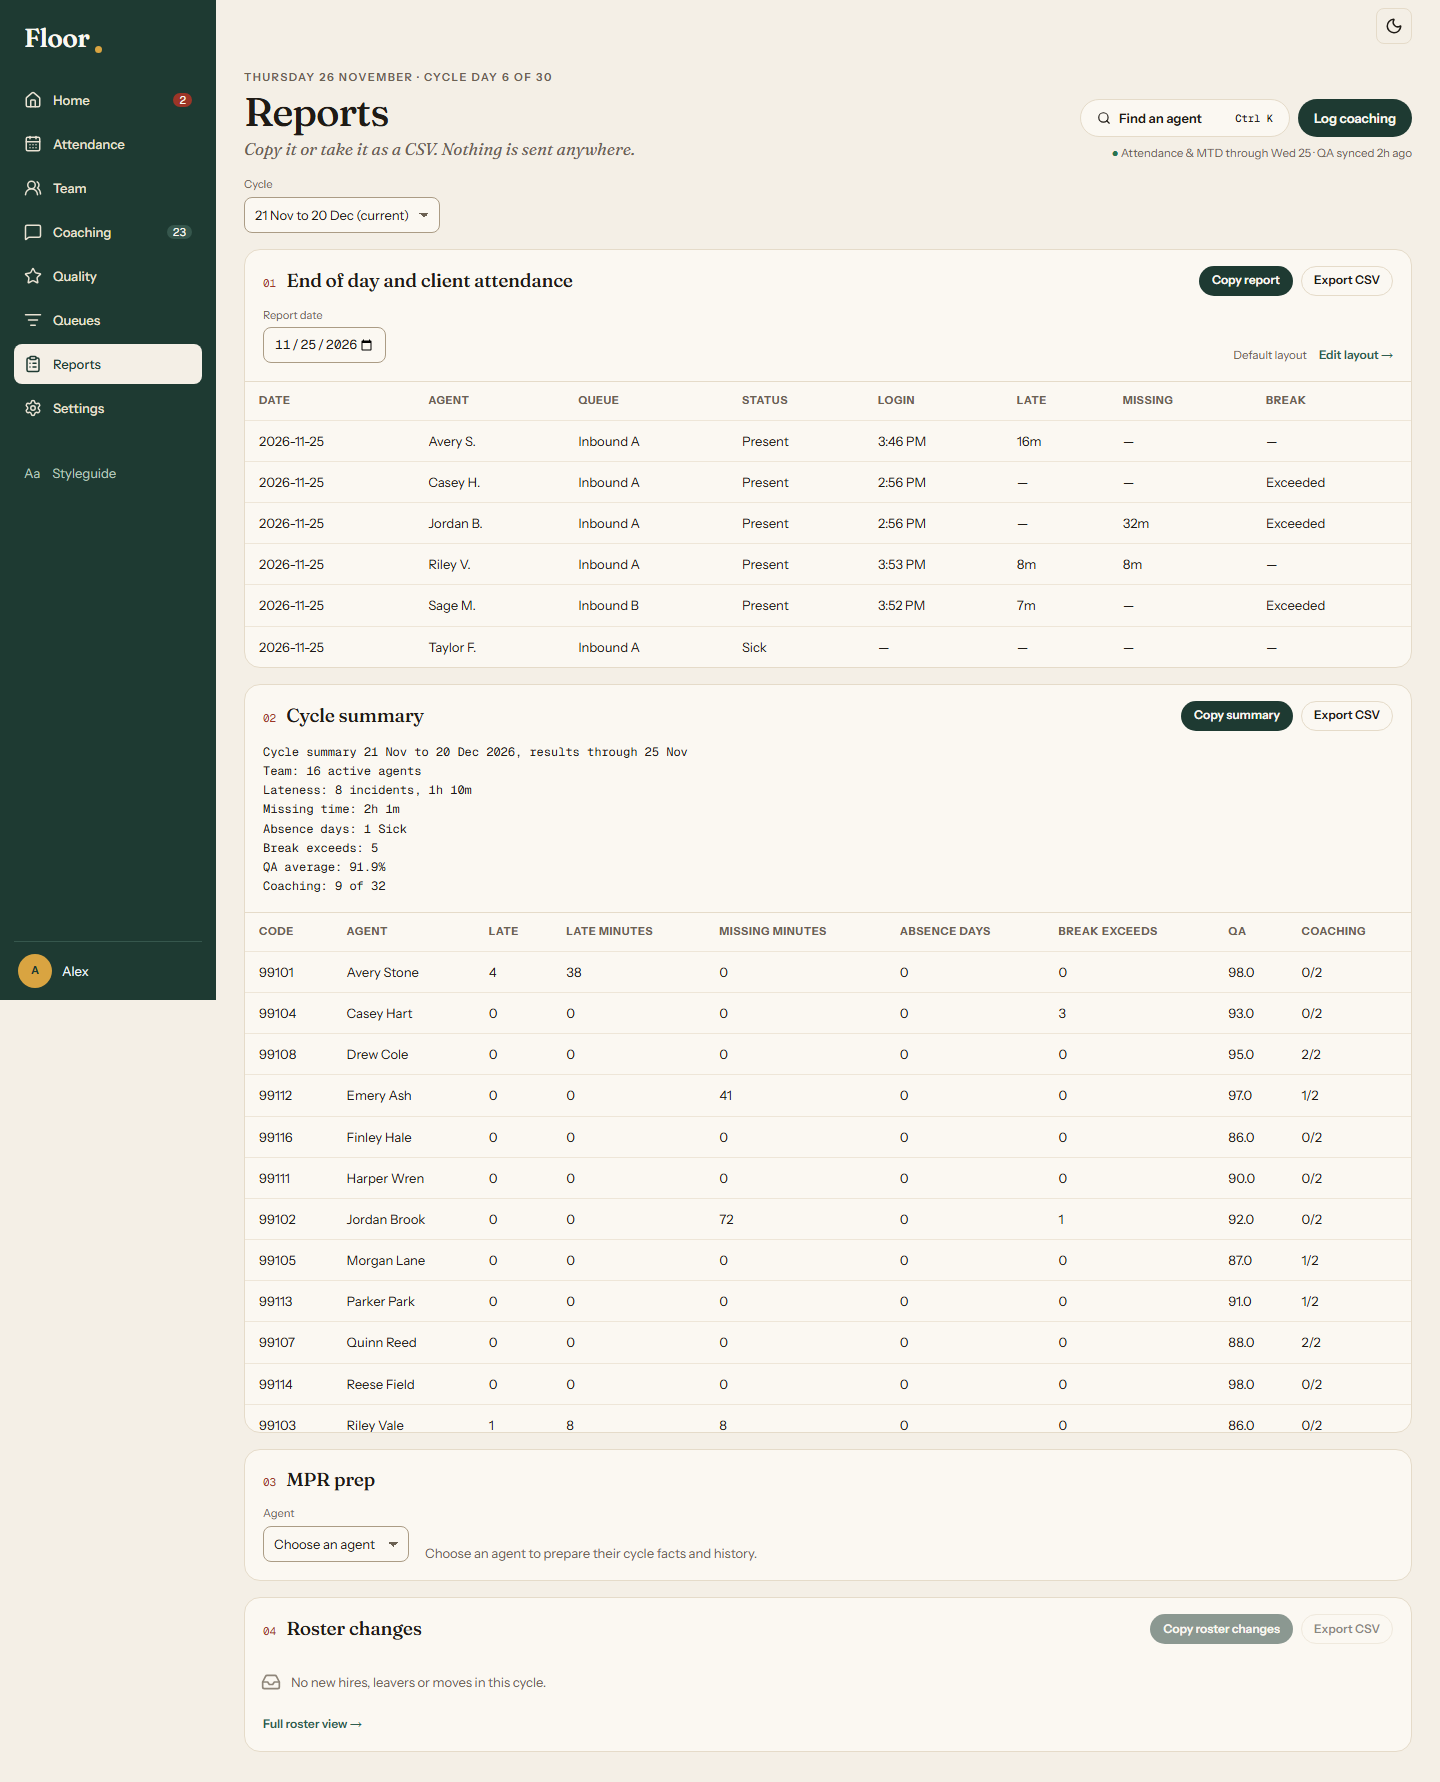 Floor.
Home 2
Attendance
Team
Coaching 23
Quality
Queues
Reports
Settings
Aa Styleguide
A Alex
THURSDAY 26 NOVEMBER · CYCLE DAY 6 OF 30
Reports
Copy it or take it as a CSV. Nothing is sent anywhere.
Find an agent Ctrl K
Log coaching
Attendance & MTD through Wed 25 · QA synced 2h ago
Cycle
21 Nov to 20 Dec (current)
01 End of day and client attendance
Copy report Export CSV
Report date
11/25/2026
Default layout Edit layout →
DATE AGENT QUEUE STATUS LOGIN LATE MISSING BREAK
2026-11-25 Avery S. Inbound A Present 3:46 PM 16m — —
2026-11-25 Casey H. Inbound A Present 2:56 PM — — Exceeded
2026-11-25 Jordan B. Inbound A Present 2:56 PM — 32m Exceeded
2026-11-25 Riley V. Inbound A Present 3:53 PM 8m 8m —
2026-11-25 Sage M. Inbound B Present 3:52 PM 7m — Exceeded
2026-11-25 Taylor F. Inbound A Sick — — — —
02 Cycle summary
Copy summary Export CSV
Cycle summary 21 Nov to 20 Dec 2026, results through 25 Nov
Team: 16 active agents
Lateness: 8 incidents, 1h 10m
Missing time: 2h 1m
Absence days: 1 Sick
Break exceeds: 5
QA average: 91.9%
Coaching: 9 of 32
CODE AGENT LATE LATE MINUTES MISSING MINUTES ABSENCE DAYS BREAK EXCEEDS QA COACHING
99101 Avery Stone 4 38 0 0 0 98.0 0/2
99104 Casey Hart 0 0 0 0 3 93.0 0/2
99108 Drew Cole 0 0 0 0 0 95.0 2/2
99112 Emery Ash 0 0 41 0 0 97.0 1/2
99116 Finley Hale 0 0 0 0 0 86.0 0/2
99111 Harper Wren 0 0 0 0 0 90.0 0/2
99102 Jordan Brook 0 0 72 0 1 92.0 0/2
99105 Morgan Lane 0 0 0 0 0 87.0 1/2
99113 Parker Park 0 0 0 0 0 91.0 1/2
99107 Quinn Reed 0 0 0 0 0 88.0 2/2
99114 Reese Field 0 0 0 0 0 98.0 0/2
99103 Riley Vale 1 8 8 0 0 86.0 0/2
03 MPR prep
Agent
Choose an agent
Choose an agent to prepare their cycle facts and history.
04 Roster changes
Copy roster changes Export CSV
No new hires, leavers or moves in this cycle.
Full roster view →